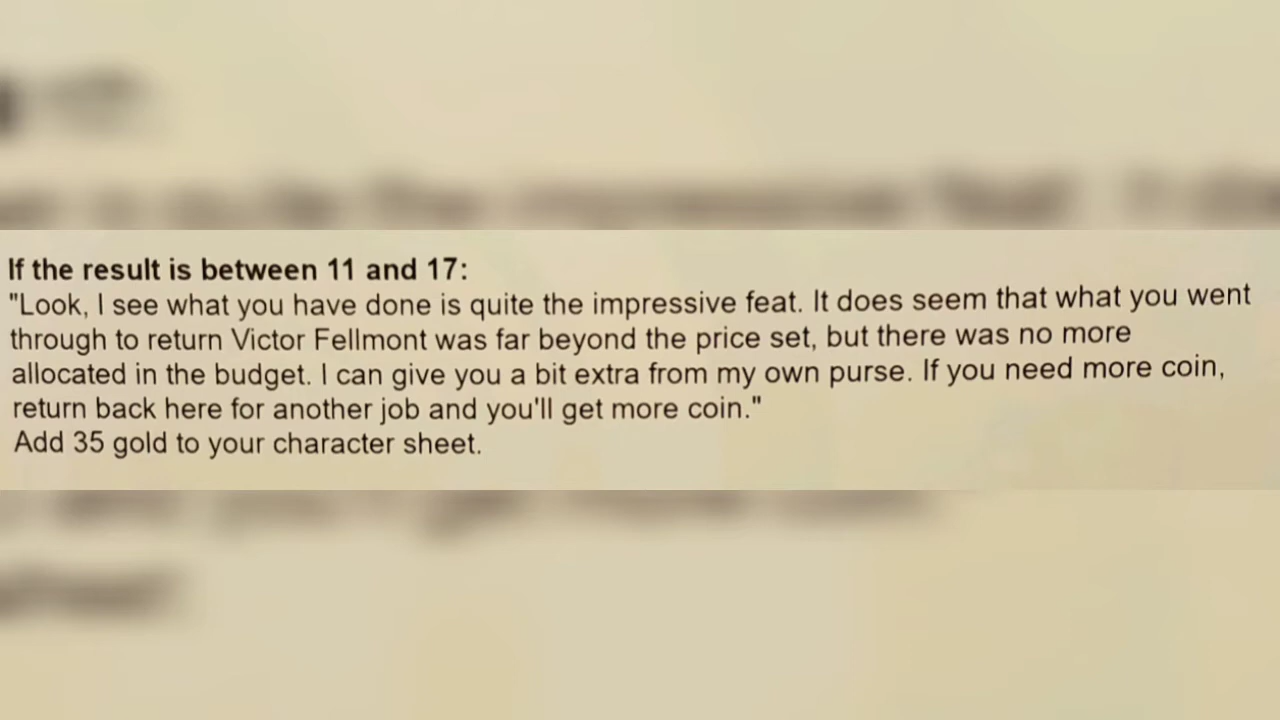 If the result is between 11 and 17:
"Look, I see what you have done is quite the impressive feat. It does seem that what you went
through to return Victor Fellmont was far beyond the price set, but there was no more
allocated in the budget. I can give you a bit extra from my own purse. If you need more coin,
return back here for another job and you'll get more coin."
Add 35 gold to your character sheet.